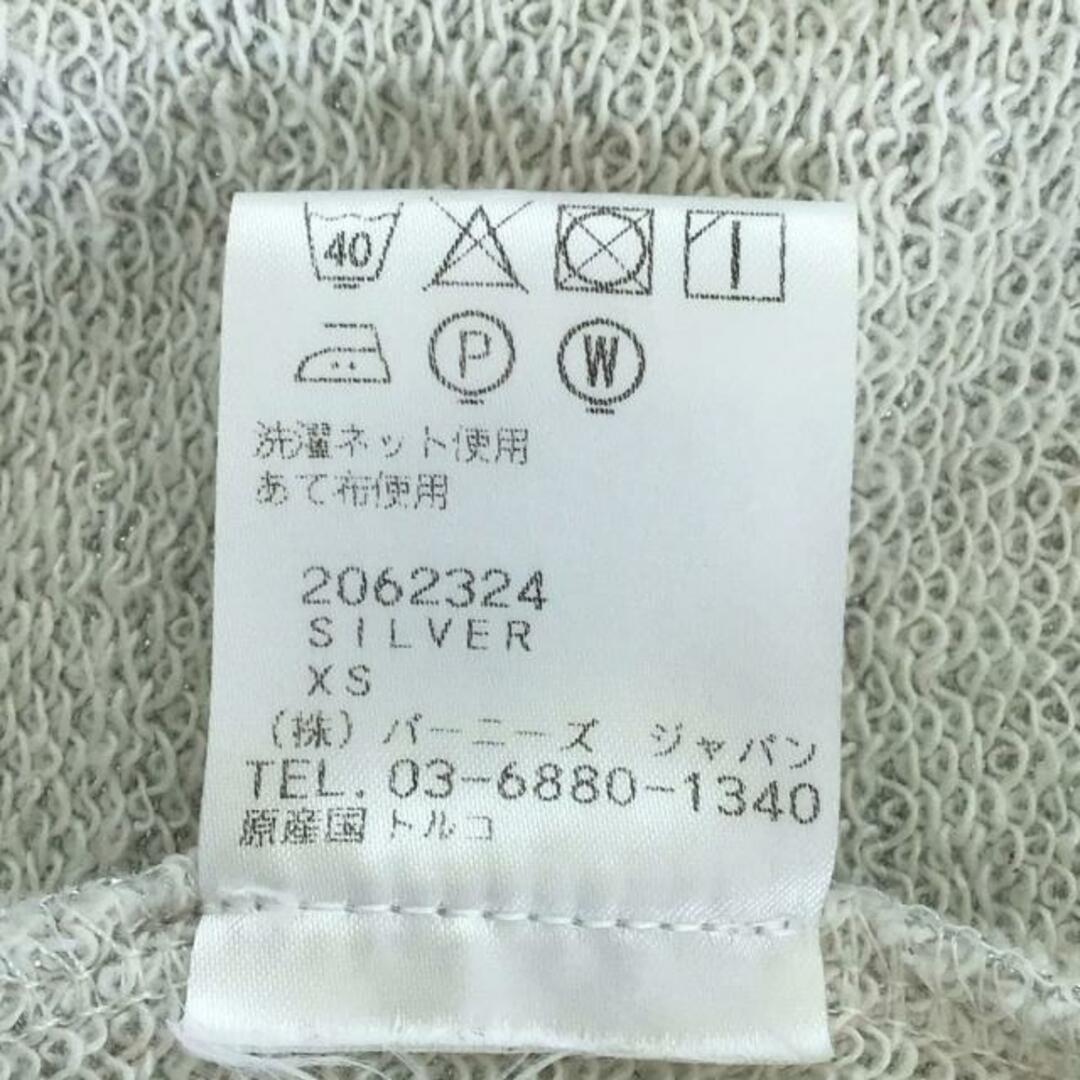 40
P W
洗濯ネット使用
あて布使用
2062324
SILVER
XS
(株) バーニーズ ジャパン
TEL. 03-6880-1340
原産国 トルコ